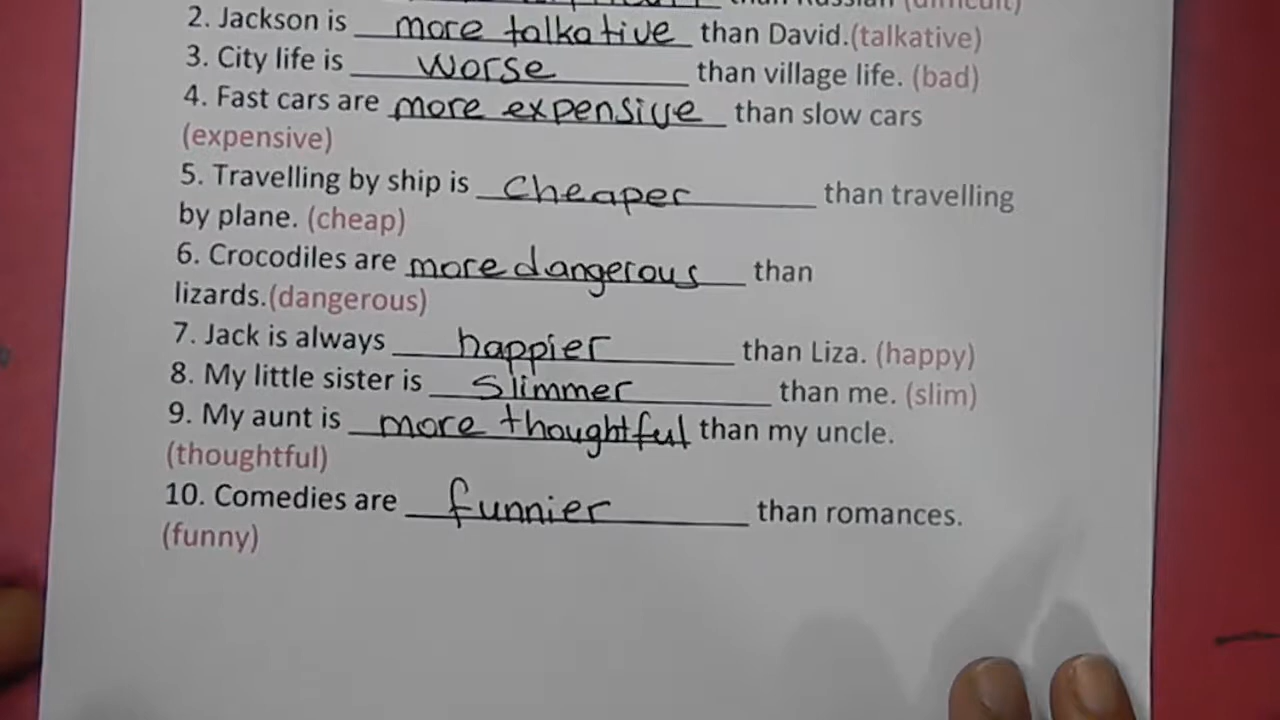 than Russian (difficult)
2. Jackson is more talkative than David.(talkative)
3. City life is worse than village life. (bad)
4. Fast cars are more expensive than slow cars
(expensive)
5. Travelling by ship is cheaper than travelling
by plane. (cheap)
6. Crocodiles are more dangerous than
lizards.(dangerous)
7. Jack is always happier than Liza. (happy)
8. My little sister is slimmer than me. (slim)
9. My aunt is more thoughtful than my uncle.
(thoughtful)
10. Comedies are funnier than romances.
(funny)